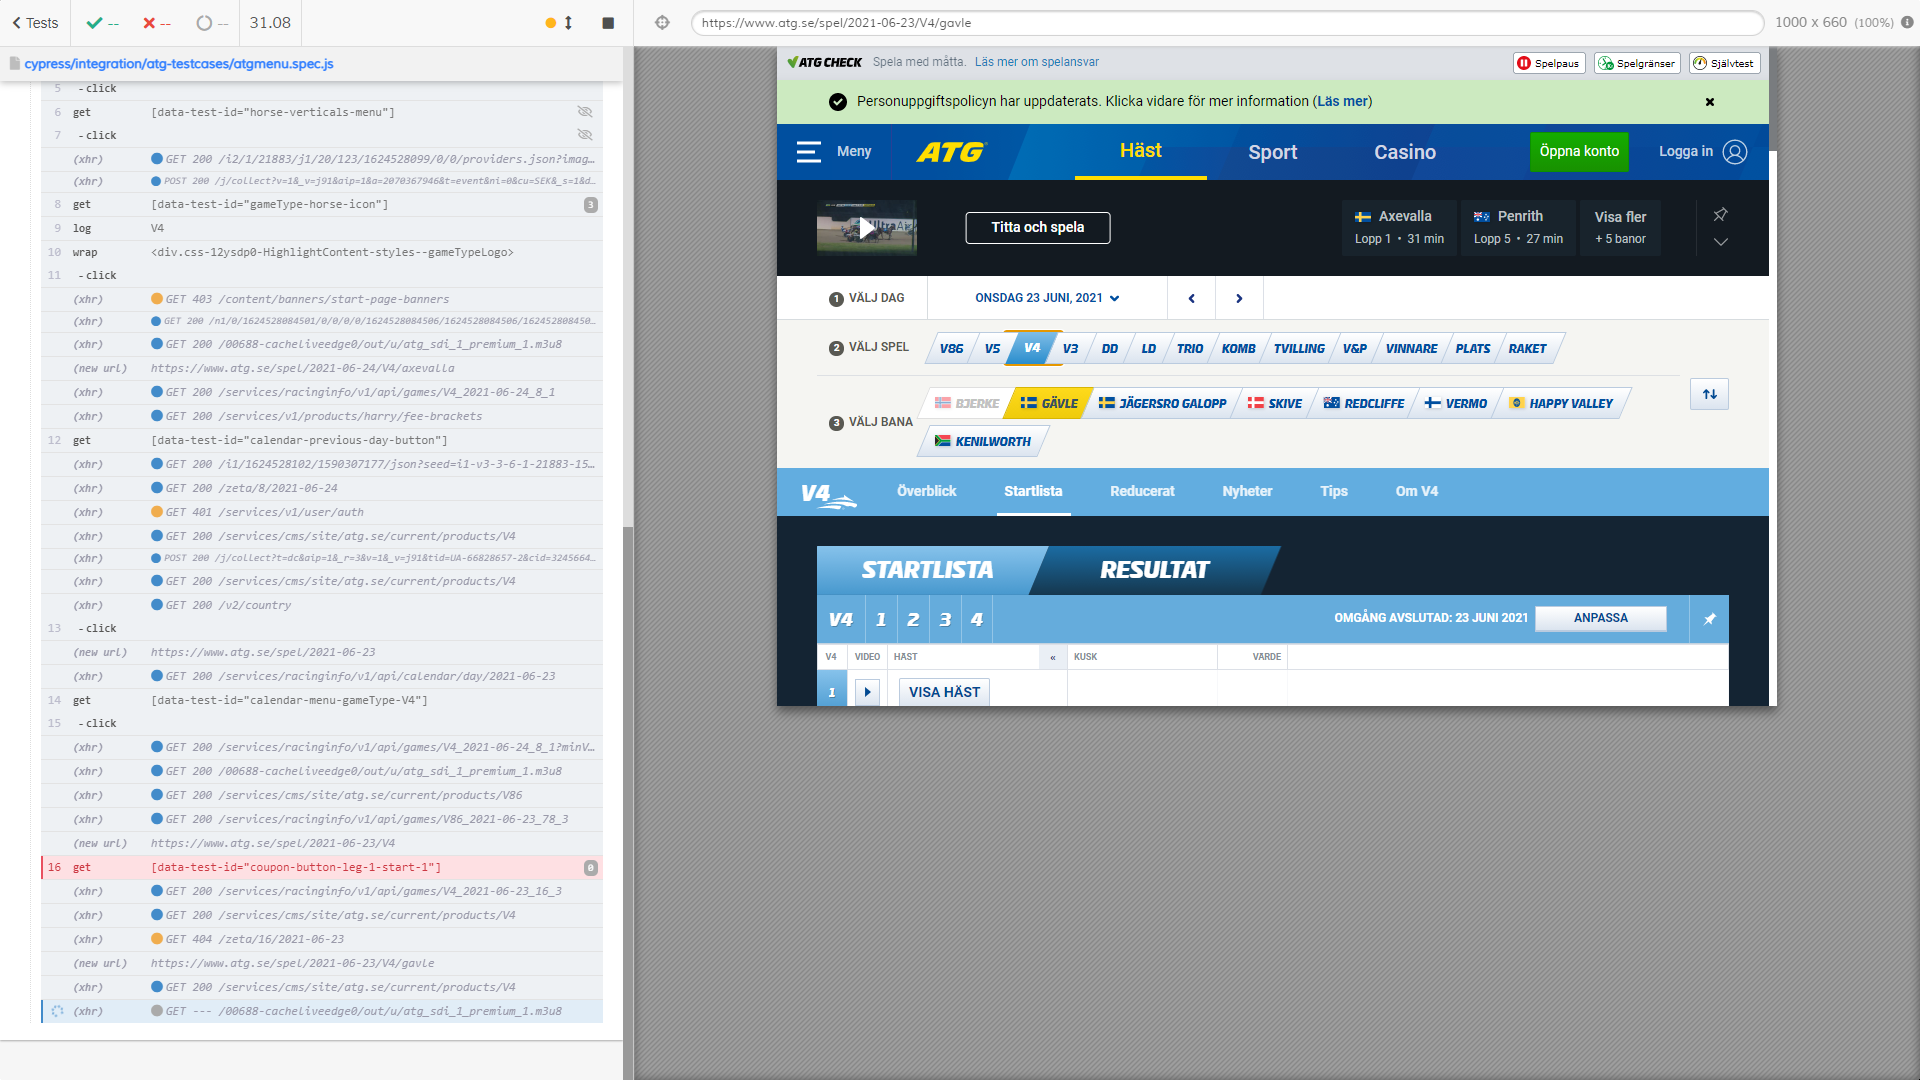 Tests
--
--
--
31.08
https://www.atg.se/spel/2021-06-23/V4/gavle
1000 x 660 (100%)
cypress/integration/atg-testcases/atgmenu.spec.js
5 - click
6 get [data-test-id="horse-verticals-menu"]
7 - click
(xhr) GET 200 /i2/1/21883/j1/20/123/1624528099/0/0/providers.json?imag...
(xhr) POST 200 /j/collect?v=1&_v=j91&aip=1&a=2070367946&t=event&ni=0&cu=SEK&_s=1&d...
8 get [data-test-id="gameType-horse-icon"] 3
9 log V4
10 wrap <div.css-12ysdp0-HighlightContent-styles--gameTypeLogo>
11 - click
(xhr) GET 403 /content/banners/start-page-banners
(xhr) GET 200 /n1/0/1624528084501/0/0/0/0/1624528084506/1624528084506/162452808450...
(xhr) GET 200 /00688-cacheliveedge0/out/u/atg_sdi_1_premium_1.m3u8
(new url) https://www.atg.se/spel/2021-06-24/V4/axevalla
(xhr) GET 200 /services/racinginfo/v1/api/games/V4_2021-06-24_8_1
(xhr) GET 200 /services/v1/products/harry/fee-brackets
12 get [data-test-id="calendar-previous-day-button"]
(xhr) GET 200 /i1/1624528102/1590307177/json?seed=i1-v3-3-6-1-21883-15...
(xhr) GET 200 /zeta/8/2021-06-24
(xhr) GET 401 /services/v1/user/auth
(xhr) GET 200 /services/cms/site/atg.se/current/products/V4
(xhr) POST 200 /j/collect?t=dc&aip=1&_r=3&v=1&_v=j91&tid=UA-66828657-2&cid=3245664...
(xhr) GET 200 /services/cms/site/atg.se/current/products/V4
(xhr) GET 200 /v2/country
13 - click
(new url) https://www.atg.se/spel/2021-06-23
(xhr) GET 200 /services/racinginfo/v1/api/calendar/day/2021-06-23
14 get [data-test-id="calendar-menu-gameType-V4"]
15 - click
(xhr) GET 200 /services/racinginfo/v1/api/games/V4_2021-06-24_8_1?minV...
(xhr) GET 200 /00688-cacheliveedge0/out/u/atg_sdi_1_premium_1.m3u8
(xhr) GET 200 /services/cms/site/atg.se/current/products/V86
(xhr) GET 200 /services/racinginfo/v1/api/games/V86_2021-06-23_78_3
(new url) https://www.atg.se/spel/2021-06-23/V4
16 get [data-test-id="coupon-button-leg-1-start-1"] 0
(xhr) GET 200 /services/racinginfo/v1/api/games/V4_2021-06-23_16_3
(xhr) GET 200 /services/cms/site/atg.se/current/products/V4
(xhr) GET 404 /zeta/16/2021-06-23
(new url) https://www.atg.se/spel/2021-06-23/V4/gavle
(xhr) GET 200 /services/cms/site/atg.se/current/products/V4
(xhr) GET --- /00688-cacheliveedge0/out/u/atg_sdi_1_premium_1.m3u8
ATG CHECK Spela med måtta. Läs mer om spelansvar Spelpaus Spelgränser Självtest
Personuppgiftspolicyn har uppdaterats. Klicka vidare för mer information (Läs mer)
Meny ATG Häst Sport Casino Öppna konto Logga in
Titta och spela
Axevalla
Lopp 1 • 31 min
Penrith
Lopp 5 • 27 min
Visa fler
+ 5 banor
1 VÄLJ DAG ONSDAG 23 JUNI, 2021
2 VÄLJ SPEL V86 V5 V4 V3 DD LD TRIO KOMB TVILLING V&P VINNARE PLATS RAKET
3 VÄLJ BANA BJERKE GÄVLE JÄGERSRO GALOPP SKIVE REDCLIFFE VERMO HAPPY VALLEY
KENILWORTH
V4 Överblick Startlista Reducerat Nyheter Tips Om V4
STARTLISTA RESULTAT
V4 1 2 3 4 OMGÅNG AVSLUTAD: 23 JUNI 2021 ANPASSA
V4 VIDEO HÄST « KUSK VÄRDE
1 VISA HÄST